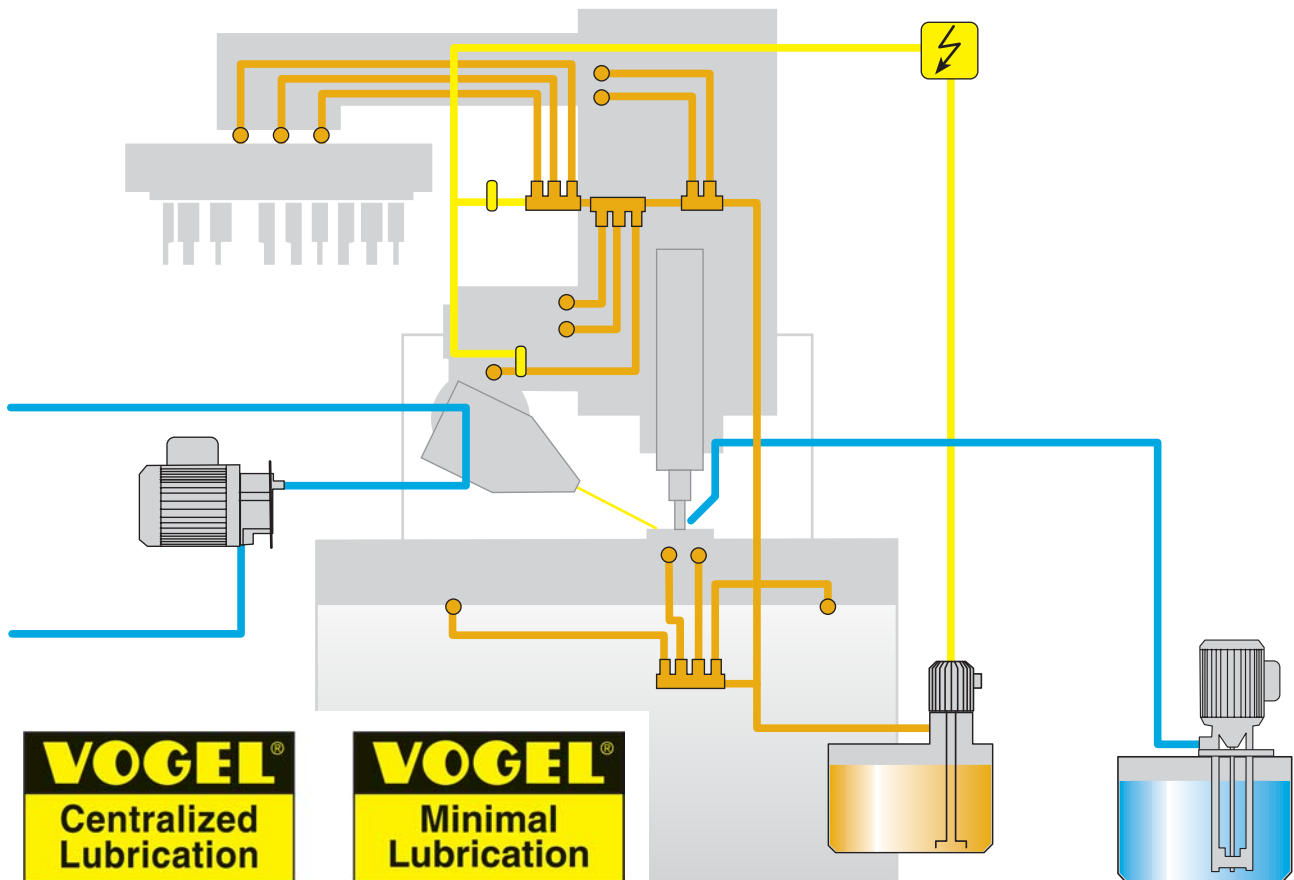 VOGEL®
Centralized
Lubrication
VOGEL®
Minimal
Lubrication